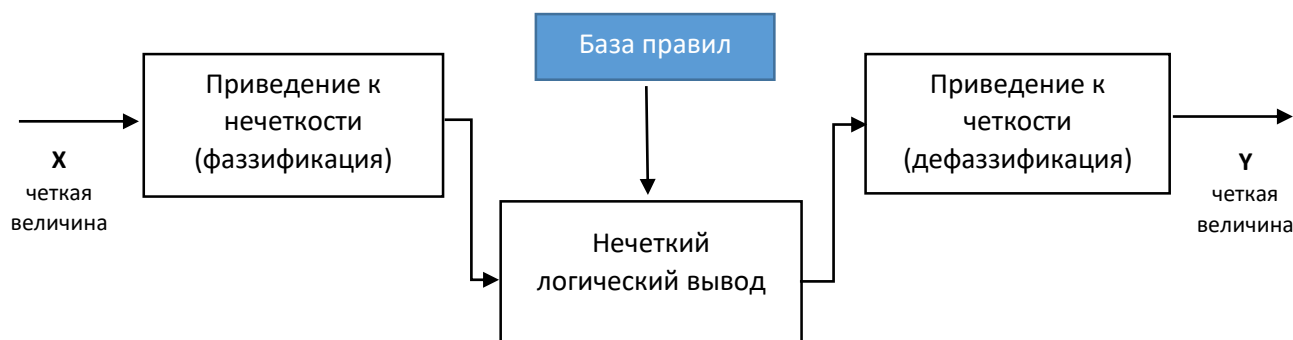 База правил
Приведение к
нечеткости
(фаззификация)
Приведение к
четкости
(дефаззификация)
X
четкая
величина
Y
четкая
величина
Нечеткий
логический вывод